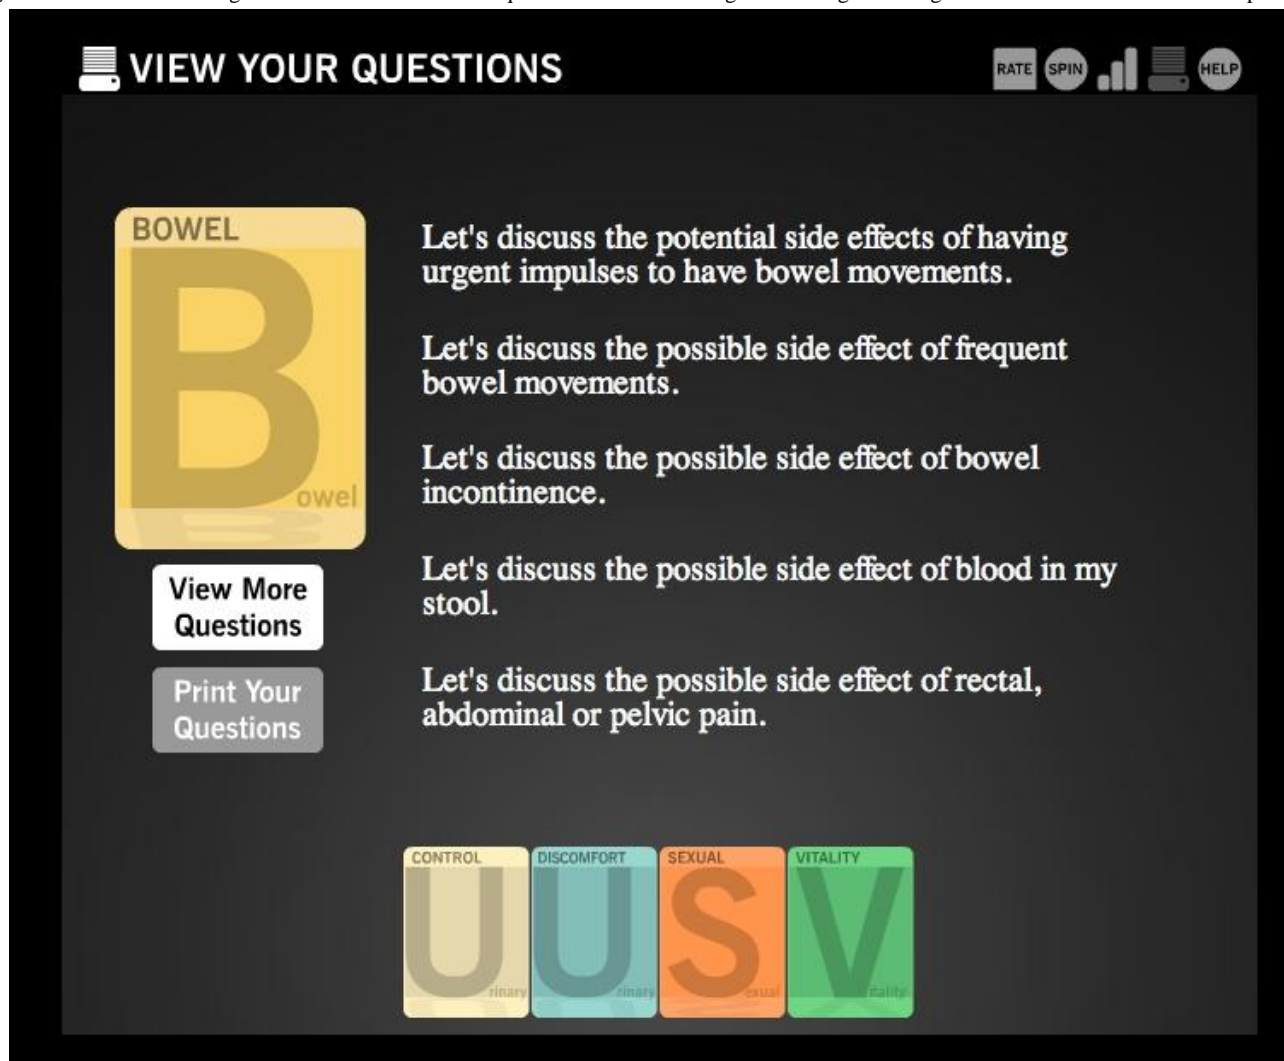 VIEW YOUR QUESTIONS
RATE SPIN HELP
BOWEL
B
owel
Let's discuss the potential side effects of having
urgent impulses to have bowel movements.
Let's discuss the possible side effect of frequent
bowel movements.
Let's discuss the possible side effect of bowel
incontinence.
Let's discuss the possible side effect of blood in my
stool.
Let's discuss the possible side effect of rectal,
abdominal or pelvic pain.
View More
Questions
Print Your
Questions
CONTROL
U
rinary
DISCOMFORT
U
rinary
SEXUAL
S
exual
VITALITY
V
itality